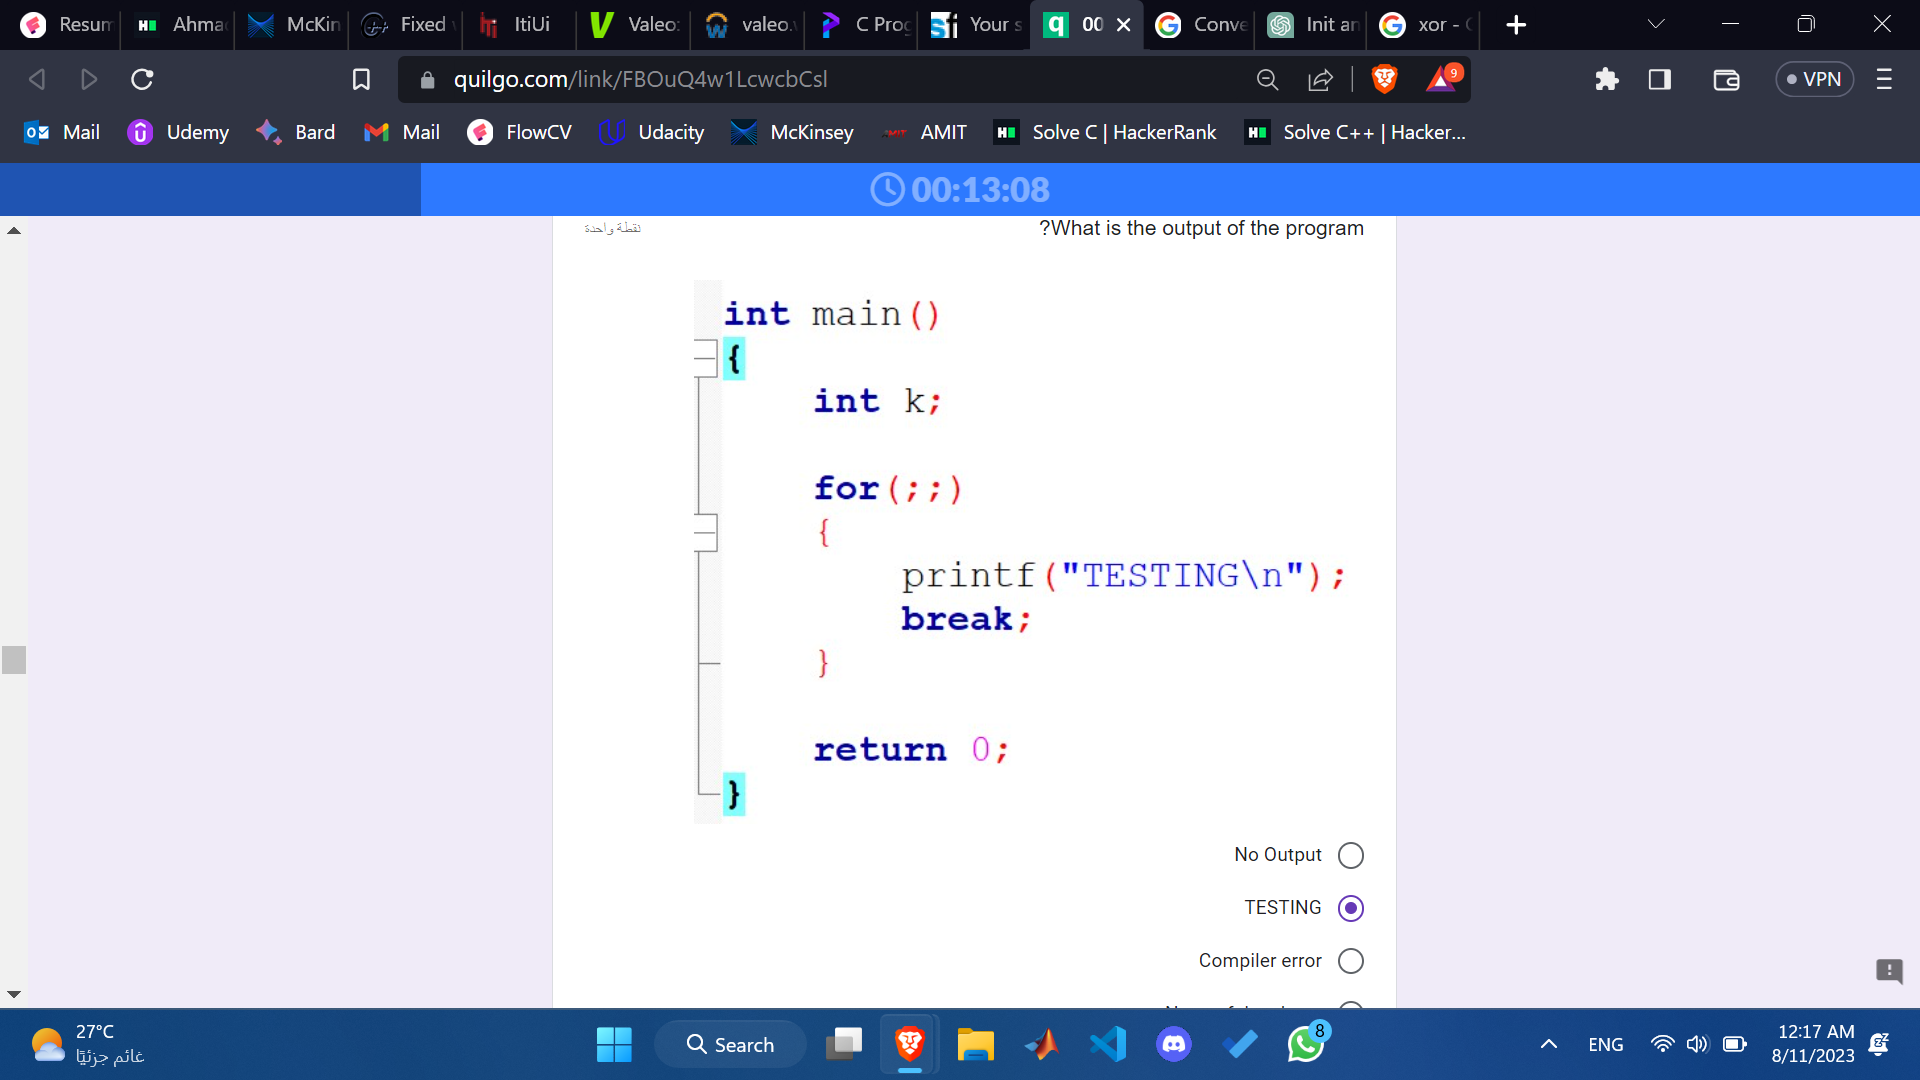 Resum
Ahma
McKin
Fixed
ItiUi
Valeo:
valeo.
C Prog
Your s
00
Conve
Init an
xor - G
quilgo.com/link/FBOuQ4w1LcwcbCsl
9
VPN
Mail
Udemy
Bard
Mail
FlowCV
Udacity
McKinsey
AMIT
Solve C | HackerRank
Solve C++ | Hacker...
00:13:08
نقطة واحدة
?What is the output of the program
int main()
{
int k;
for(;;)
{
printf("TESTING\n");
break;
}
return 0;
}
No Output
TESTING
Compiler error
27°C
غائم جزئيًا
Search
8
ENG
12:17 AM
8/11/2023